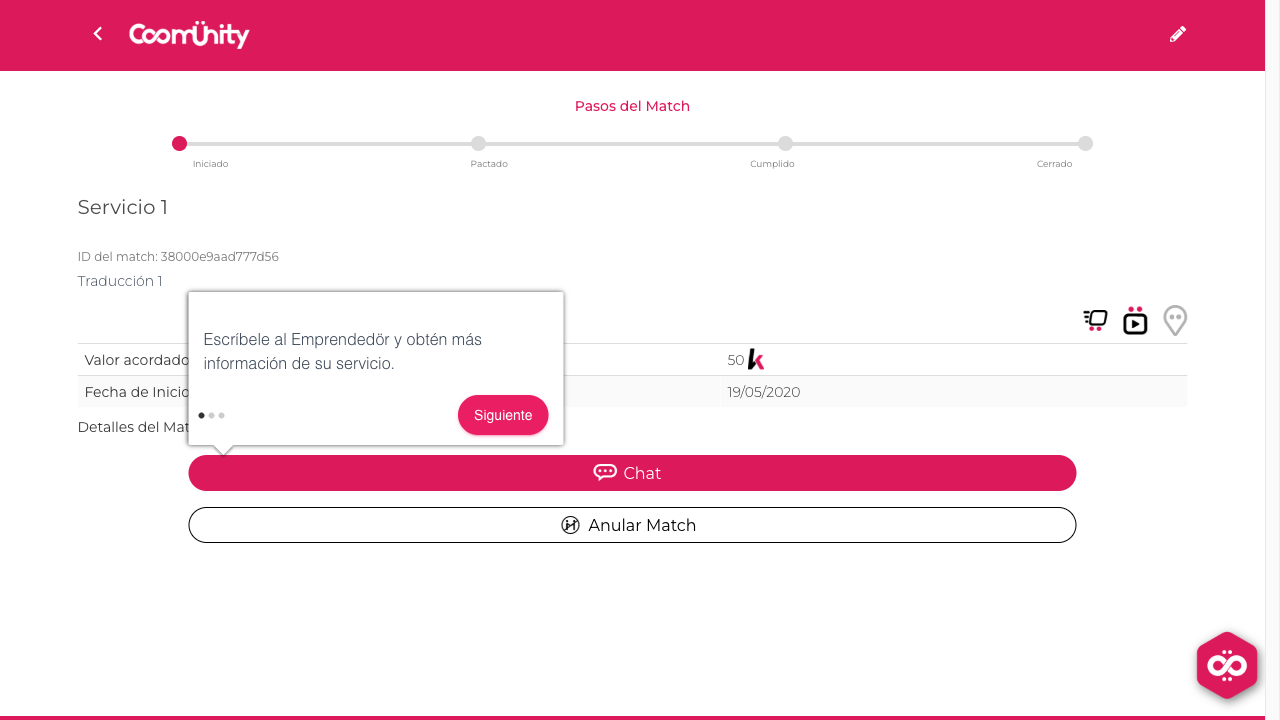 CoomÜnity
Pasos del Match
Iniciado
Pactado
Cumplido
Cerrado
Servicio 1
ID del match: 38000e9aad777d56
Traducción 1
Escríbele al Emprendedör y obtén más
información de su servicio.
Siguiente
Valor acordado
50 k
Fecha de Inicio
19/05/2020
Detalles del Mat
Chat
Anular Match